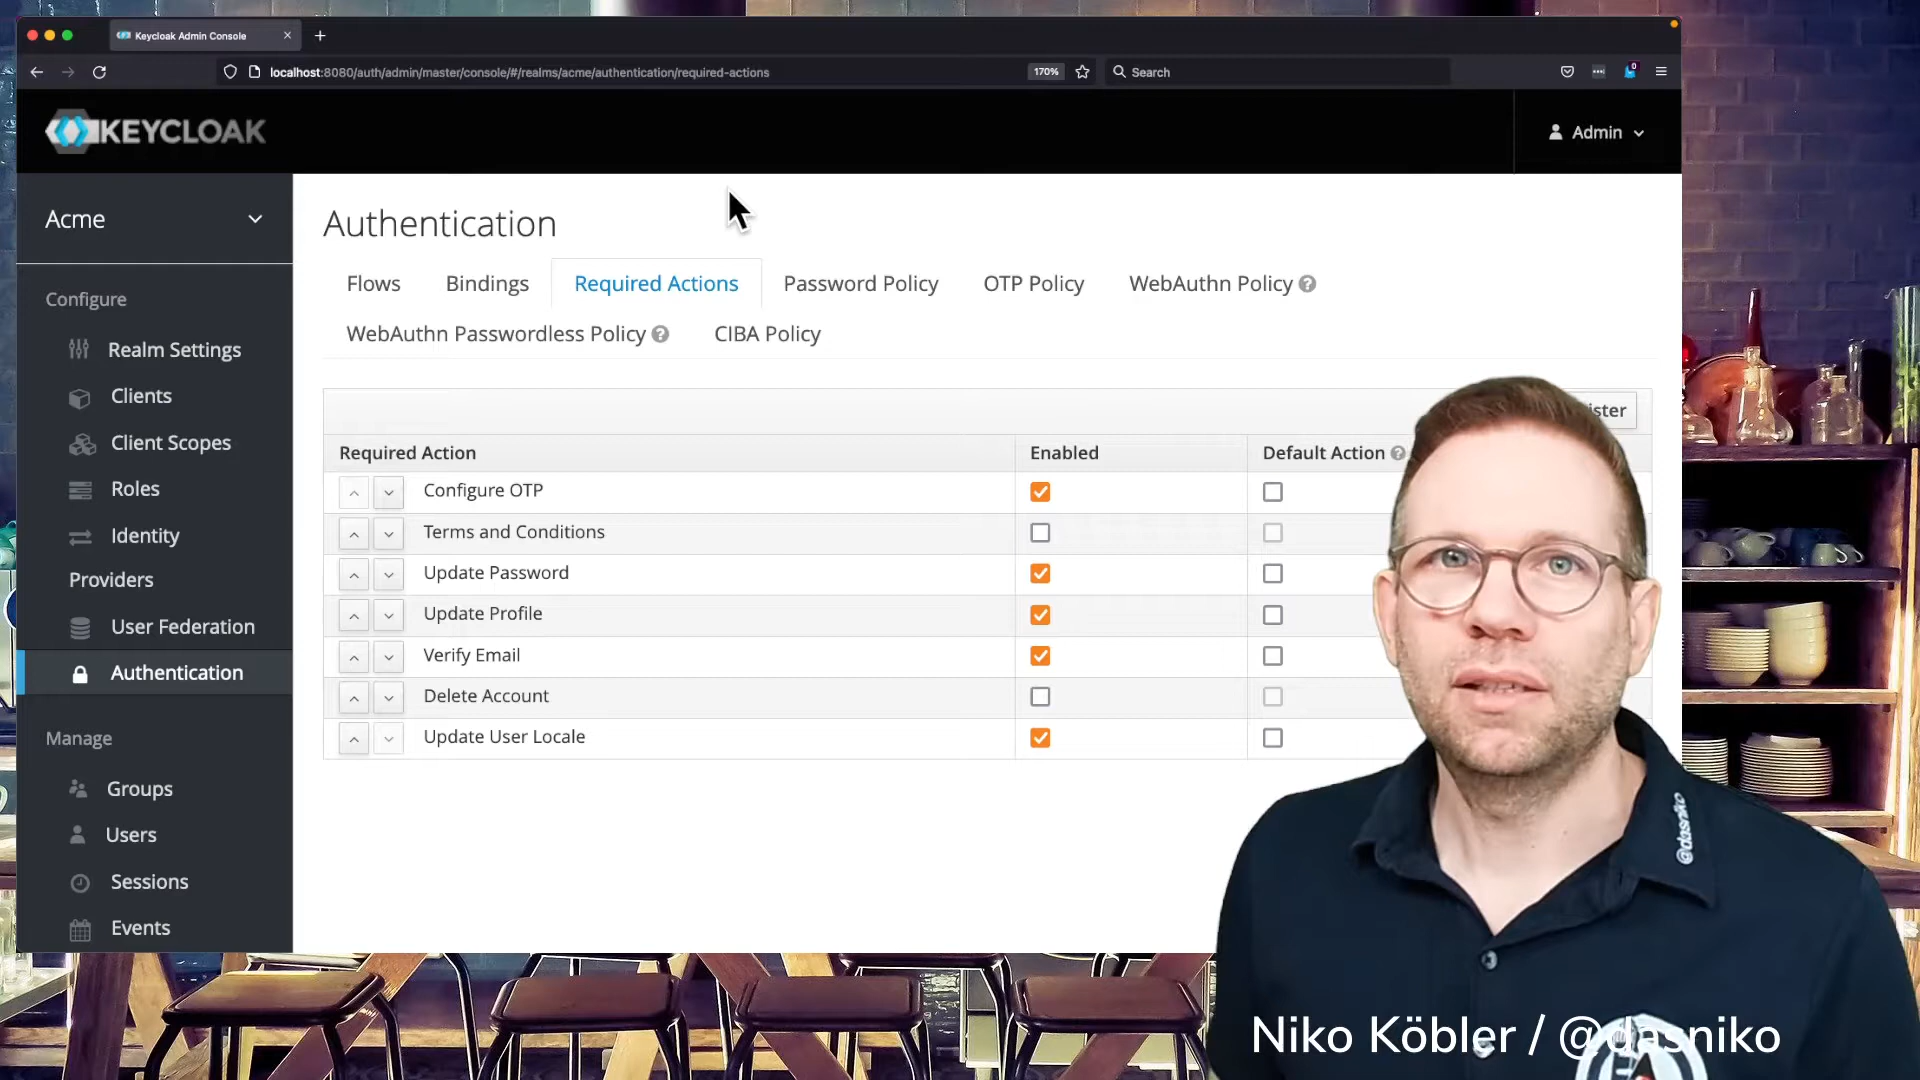 Keycloak Admin Console
localhost:8080/auth/admin/master/console/#/realms/acme/authentication/required-actions
170%
Search
0
KEYCLOAK
Admin
Acme
Configure
Realm Settings
Clients
Client Scopes
Roles
Identity
Providers
User Federation
Authentication
Manage
Groups
Users
Sessions
Events
Authentication
Flows
Bindings
Required Actions
Password Policy
OTP Policy
WebAuthn Policy
WebAuthn Passwordless Policy
CIBA Policy
Required Action
Enabled
Default Action
Configure OTP
Terms and Conditions
Update Password
Update Profile
Verify Email
Delete Account
Update User Locale
@dasniko
Niko Köbler / @dasniko